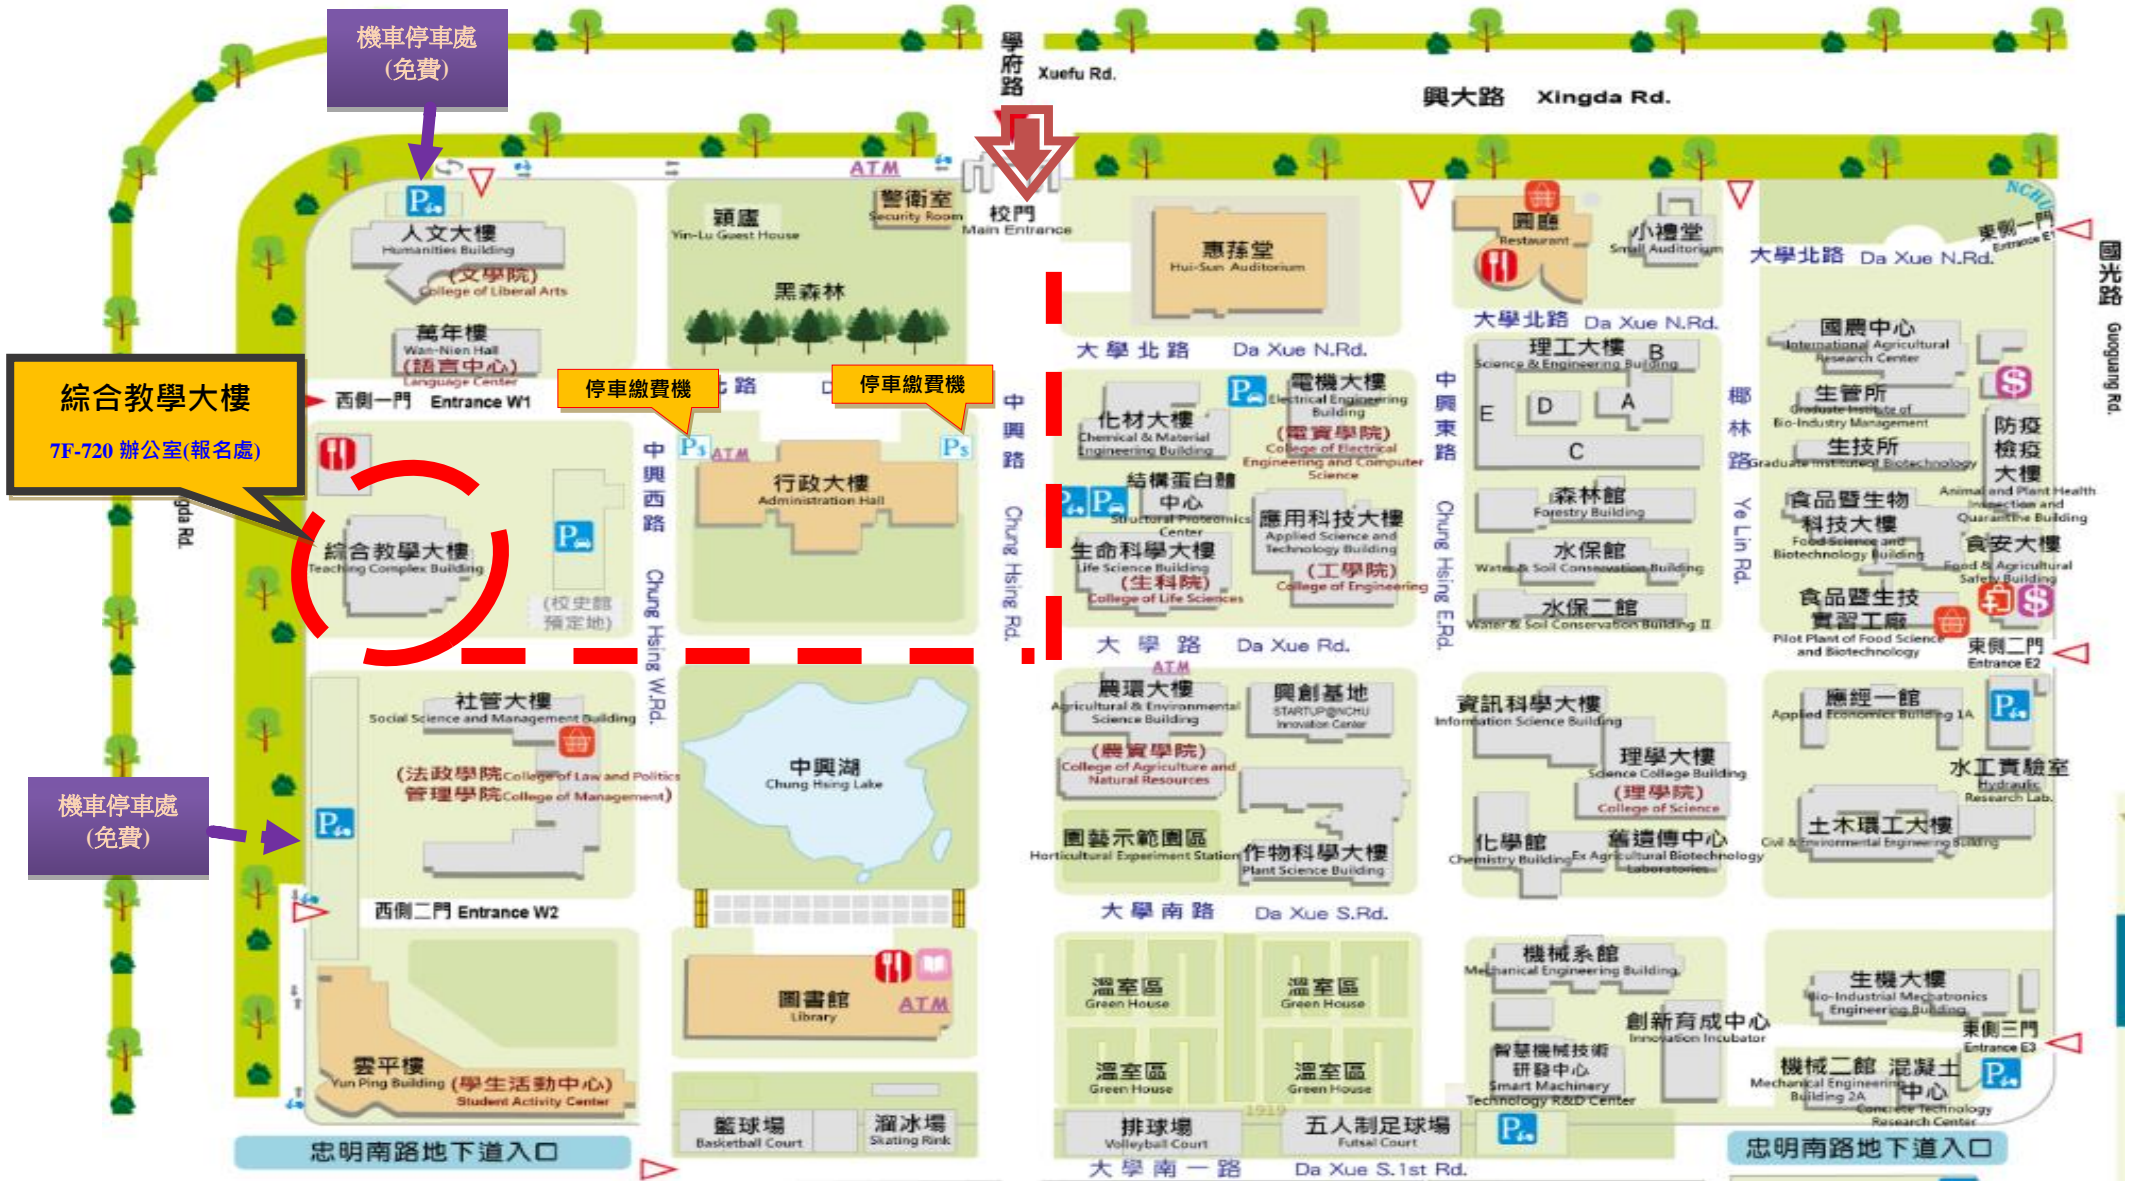 機車停車處
(免費)
學府路
Xuefu Rd.
興大路 Xingda Rd.
ATM
警衛室
Security Room
校門
Main Entrance
穎廬
Yin-Lu Guest House
人文大樓
Humanities Building
(文學院)
College of Liberal Arts
惠蓀堂
Hui-Sun Auditorium
圓廳
Restaurant
小禮堂
Small Auditorium
NCHU
東側一門
Entrance E1
國光路 Guoguang Rd.
大學北路 Da Xue N.Rd.
黑森林
萬年樓
Wan-Nien Hall
(語言中心)
Language Center
大學北路 Da Xue N.Rd.
大學北路 Da Xue N.Rd.
國農中心
International Agricultural
Research Center
理工大樓
Science & Engineering Building
A
B
C
D
E
綜合教學大樓
7F-720 辦公室(報名處)
西側一門 Entrance W1
停車繳費機
北路
停車繳費機
gda Rd.
中興西路 Chung Hsing W.Rd.
中興路 Chung Hsing Rd.
中興東路 Chung Hsing E.Rd.
椰林路 Ye Lin Rd.
P$
ATM
P$
行政大樓
Administration Hall
化材大樓
Chemical & Material
Engineering Building
電機大樓
Electrical Engineering
Building
(電資學院)
College of Electrical
Engineering and Computer
Science
結構蛋白體
中心
Structural Proteomics
Center
應用科技大樓
Applied Science and
Technology Building
(工學院)
College of Engineering
生命科學大樓
Life Science Building
(生科院)
College of Life Sciences
森林館
Forestry Building
水保館
Water & Soil Conservation Building
水保二館
Water & Soil Conservation Building II
生管所
Graduate Institute of
Bio-Industry Management
生技所
Graduate Institute of Biotechnology
防疫
檢疫
大樓
Animal and Plant Health
Inspection and
Quarantine Building
食品暨生物
科技大樓
Food Science and
Biotechnology Building
食安大樓
Food & Agricultural
Safety Building
食品暨生技
實習工廠
Pilot Plant of Food Science
and Biotechnology
東側二門
Entrance E2
綜合教學大樓
Teaching Complex Building
(校史館
預定地)
大學路 Da Xue Rd.
社管大樓
Social Science and Management Building
(法政學院College of Law and Politics
管理學院College of Management)
中興湖
Chung Hsing Lake
ATM
農環大樓
Agricultural & Environmental
Science Building
(農資學院)
College of Agriculture and
Natural Resources
興創基地
STARTUP@NCHU
Innovation Center
資訊科學大樓
Information Science Building
理學大樓
Science College Building
(理學院)
College of Science
應經一館
Applied Economics Building 1A
水工實驗室
Hydraulic
Research Lab.
土木環工大樓
Civil & Environmental Engineering Building
機車停車處
(免費)
園藝示範園區
Horticultural Experiment Station
作物科學大樓
Plant Science Building
化學館
Chemistry Building
舊遺傳中心
Ex Agricultural Biotechnology
Laboratories
西側二門 Entrance W2
大學南路 Da Xue S.Rd.
圖書館
Library
ATM
溫室區
Green House
溫室區
Green House
溫室區
Green House
溫室區
Green House
機械系館
Mechanical Engineering Building
生機大樓
Bio-Industrial Mechatronics
Engineering Building
創新育成中心
Innovation Incubator
智慧機械技術
研發中心
Smart Machinery
Technology R&D Center
東側三門
Entrance E3
機械二館
Mechanical Engineering
Building 2A
混凝土
中心
Concrete Technology
Research Center
雲平樓
Yun Ping Building
(學生活動中心)
Student Activity Center
籃球場
Basketball Court
溜冰場
Skating Rink
1919
排球場
Volleyball Court
五人制足球場
Futsal Court
忠明南路地下道入口
大學南一路 Da Xue S.1st Rd.
忠明南路地下道入口